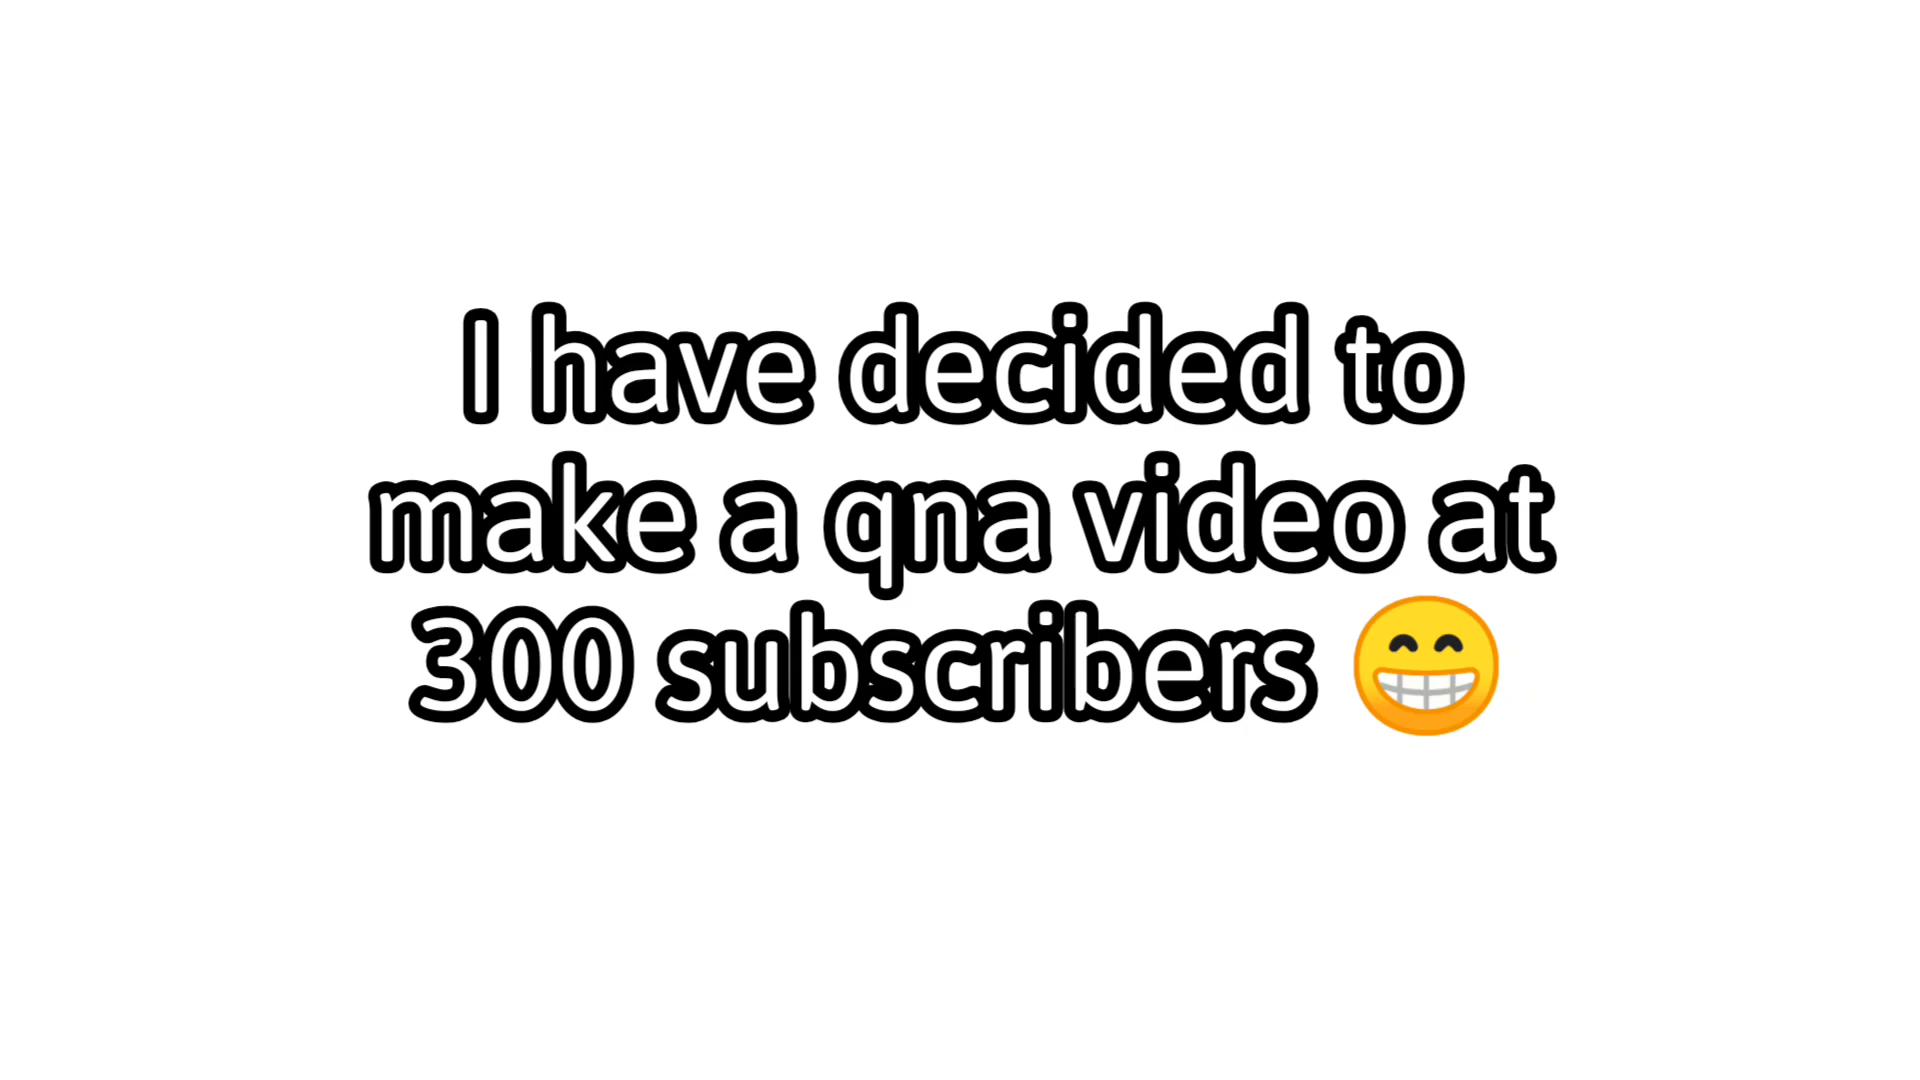 I have decided to
make a qna video at
300 subscribers 😁